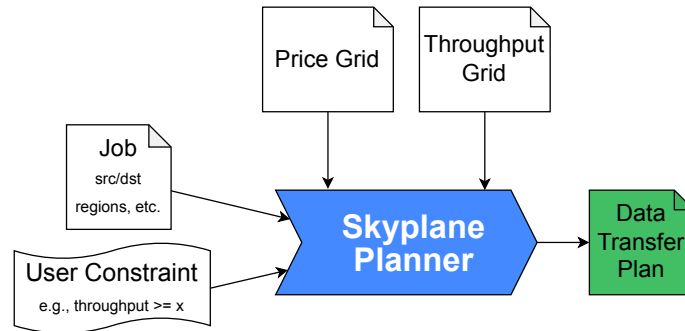 Price Grid
Throughput
Grid
Job
src/dst
regions, etc.
User Constraint
e.g., throughput >= x
Skyplane
Planner
Data
Transfer
Plan